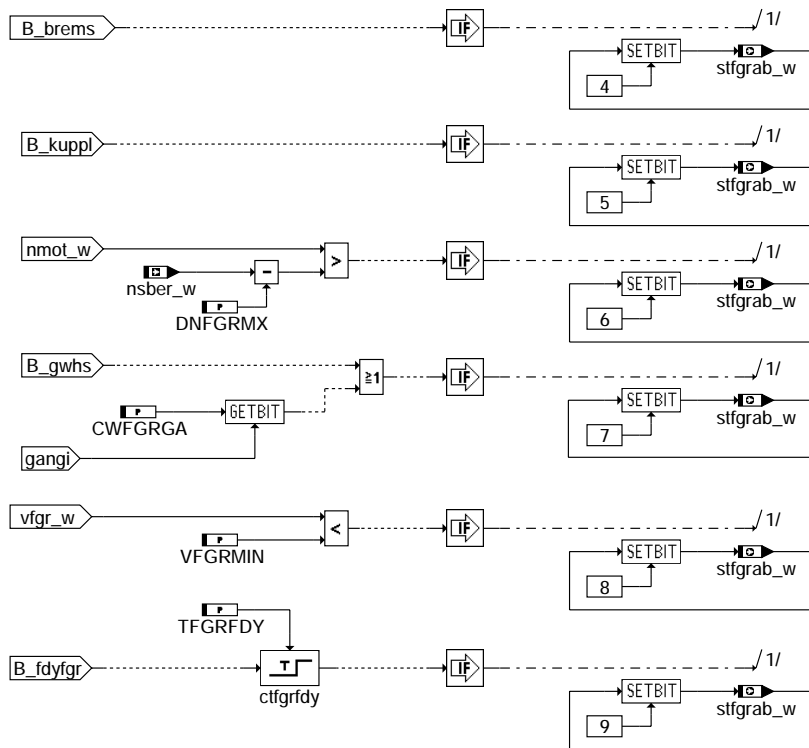 B_brems
IF
/1/
SETBIT
stfgrab_w
4
B_kuppl
IF
/1/
SETBIT
stfgrab_w
5
nmot_w
>
IF
/1/
nsber_w
-
DNFGRMX
SETBIT
stfgrab_w
6
B_gwhs
≧1
IF
/1/
P
CWFGRGA
GETBIT
SETBIT
stfgrab_w
7
gangi
vfgr_w
<
IF
/1/
P
VFGRMIN
SETBIT
stfgrab_w
8
P
TFGRFDY
B_fdyfgr
T
ctfgrfdy
IF
/1/
SETBIT
stfgrab_w
9